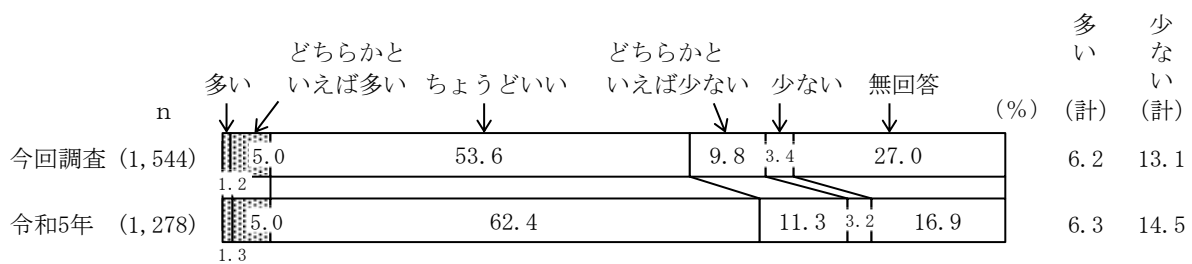 多い
どちらかと
いえば多い
ちょうどいい
どちらかと
いえば少ない
少ない
無回答
多い(計)
少ない(計)
n
(%)
今回調査 (1,544) 1.2 5.0 53.6 9.8 3.4 27.0 6.2 13.1
令和5年 (1,278) 1.3 5.0 62.4 11.3 3.2 16.9 6.3 14.5